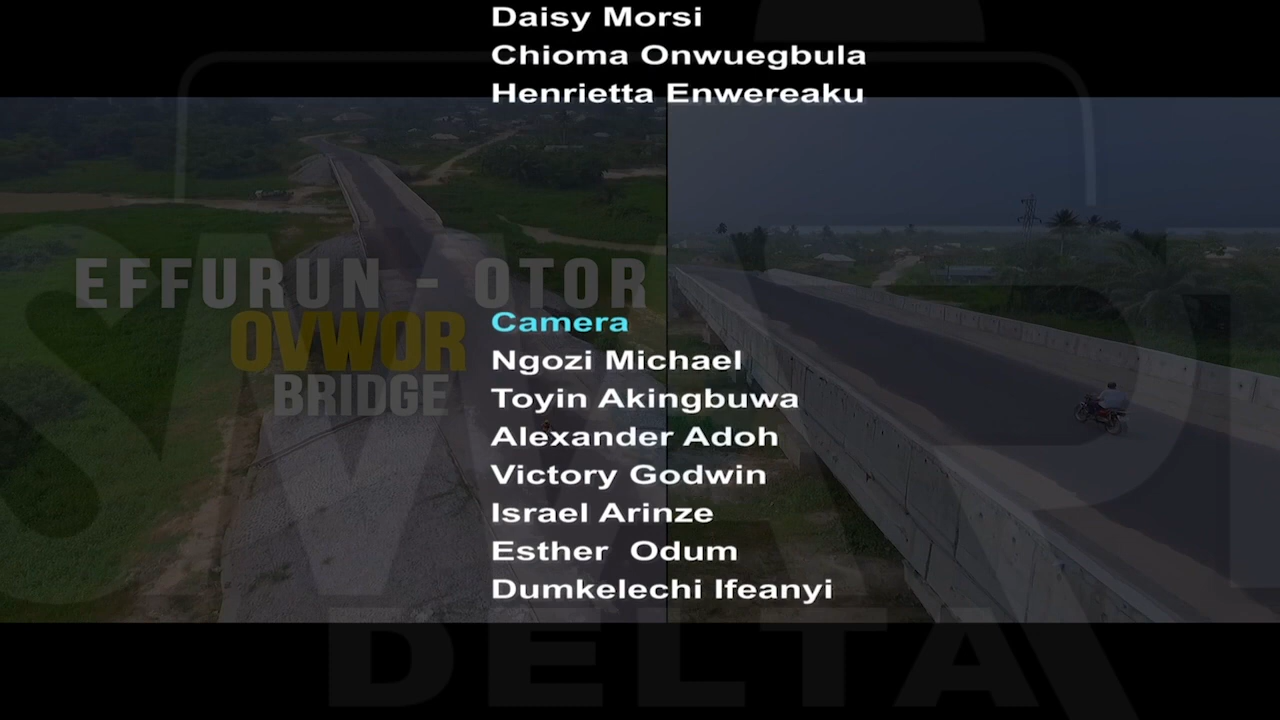 Daisy Morsi
Chioma Onwuegbula
Henrietta Enwereaku
EFFURUN - OTOR
OVWOR
BRIDGE
Camera
Ngozi Michael
Toyin Akingbuwa
Alexander Adoh
Victory Godwin
Israel Arinze
Esther  Odum
Dumkelechi Ifeanyi
DELTA